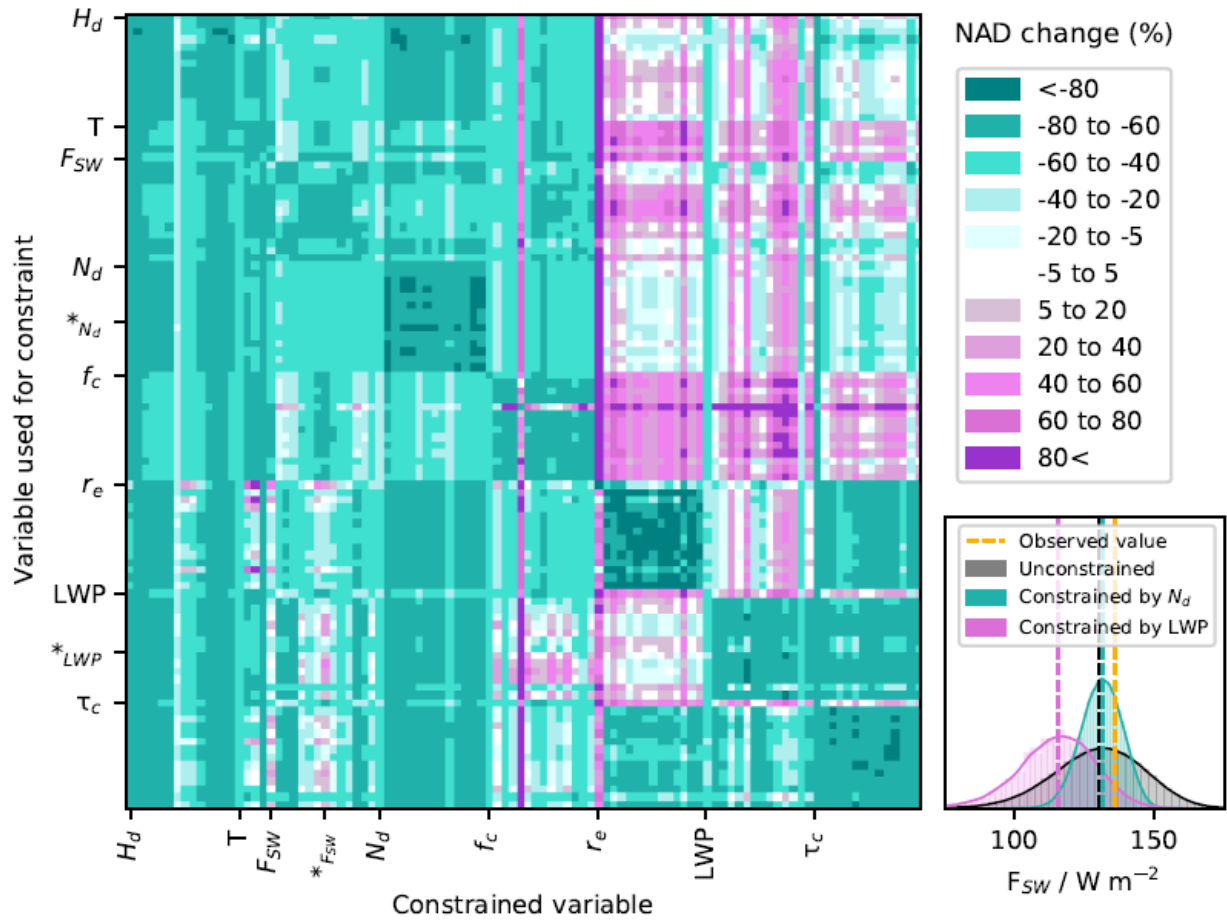 H_d
T
F_SW
N_d
*_N_d
f_c
r_e
LWP
*_LWP
τ_c
Variable used for constraint
H_d
T
F_SW
*_F_SW
N_d
f_c
r_e
LWP
τ_c
Constrained variable
NAD change (%)
<-80
-80 to -60
-60 to -40
-40 to -20
-20 to -5
-5 to 5
5 to 20
20 to 40
40 to 60
60 to 80
80<
Observed value
Unconstrained
Constrained by N_d
Constrained by LWP
100
150
F_SW / W m⁻²